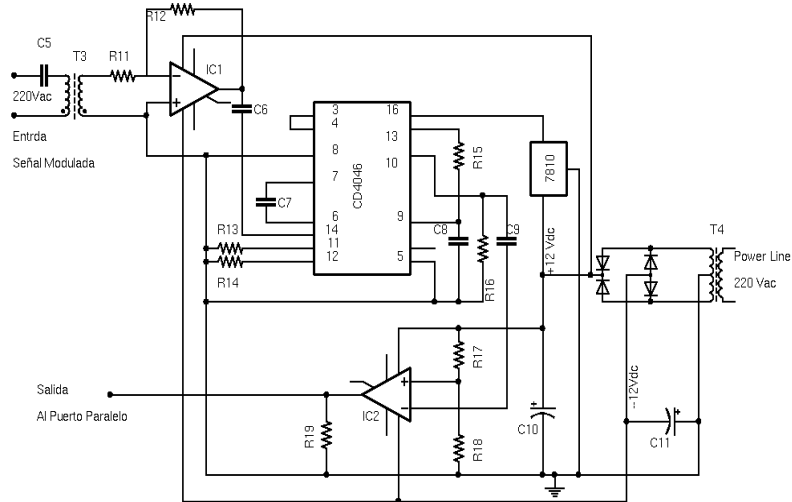 R12
C5
T3
R11
IC1
220Vac
C6
Entrda
Señal Modulada
3
4
8
7
6
14
11
12
16
13
10
9
5
CD4046
C7
R13
R14
R15
C8
R16
C9
7810
+12 Vdc
T4
Power Line
220 Vac
R17
Salida
Al Puerto Paralelo
IC2
R19
R18
C10
--12Vdc
+
C11
+
-
+
+
-